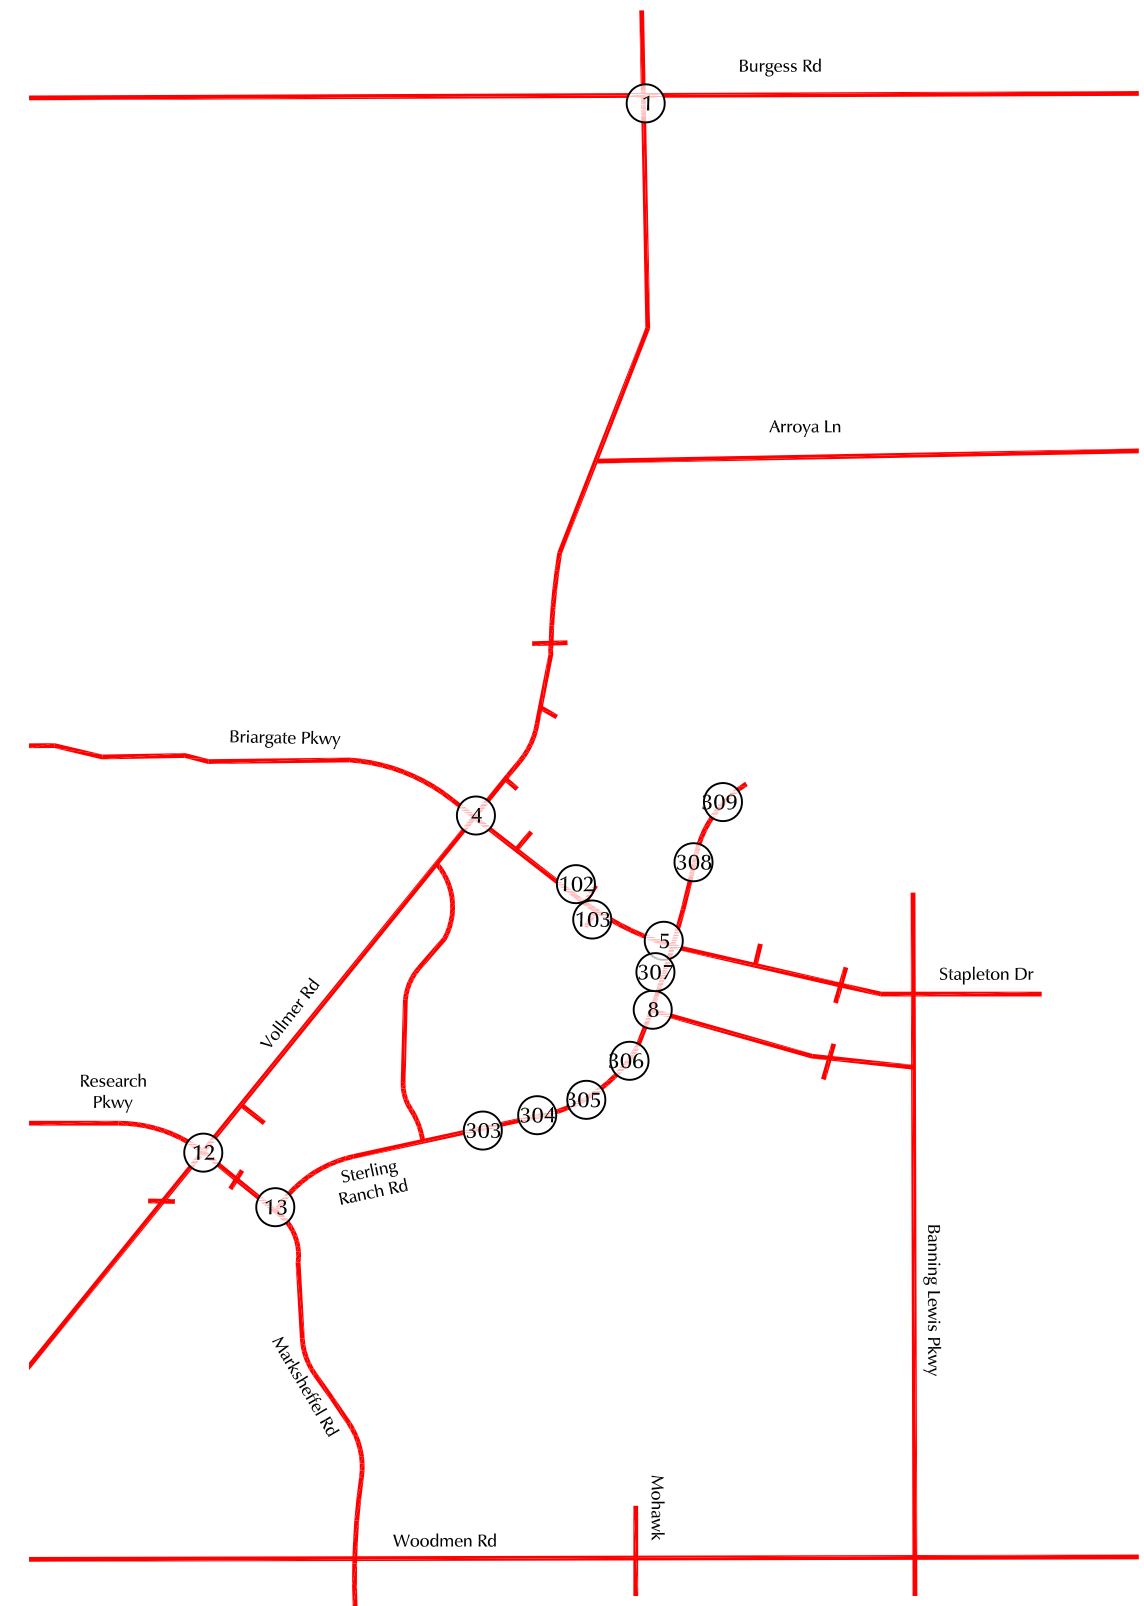 Burgess Rd
1
Arroya Ln
Briargate Pkwy
309
4
308
102
103
5
307
Stapleton Dr
8
Vollmer Rd
306
Research
Pkwy
305
304
303
12
Sterling
Ranch Rd
13
Banning Lewis Pkwy
Marksheffel Rd
Mohawk
Woodmen Rd